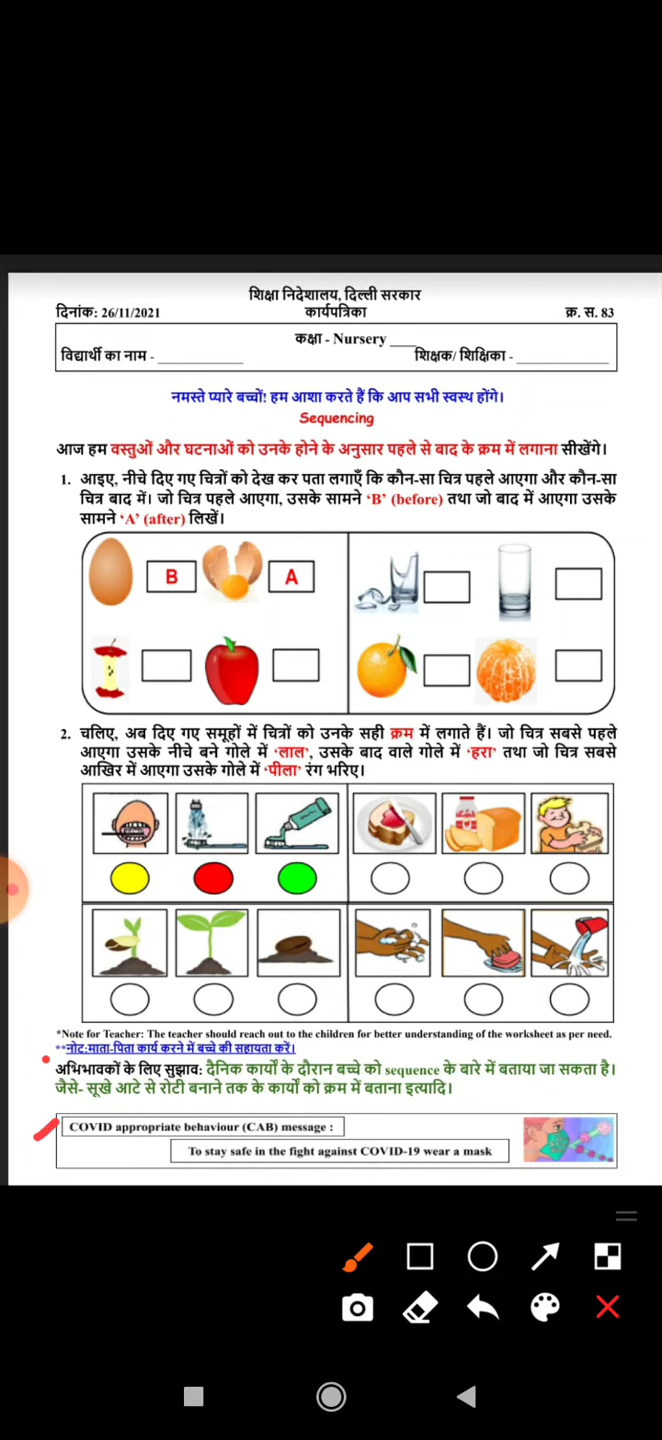 शिक्षा निदेशालय, दिल्ली सरकार
दिनांक: 26/11/2021 कार्यपत्रिका क्र. स. 83
कक्षा - Nursery ____
विद्यार्थी का नाम - ____________ शिक्षक/ शिक्षिका - _____________
नमस्ते प्यारे बच्चों! हम आशा करते हैं कि आप सभी स्वस्थ होंगे।
Sequencing
आज हम वस्तुओं और घटनाओं को उनके होने के अनुसार पहले से बाद के क्रम में लगाना सीखेंगे।
1. आइए, नीचे दिए गए चित्रों को देख कर पता लगाएँ कि कौन-सा चित्र पहले आएगा और कौन-सा
चित्र बाद में। जो चित्र पहले आएगा, उसके सामने ‘B’ (before) तथा जो बाद में आएगा उसके
सामने ‘A’ (after) लिखें।
B A
2. चलिए, अब दिए गए समूहों में चित्रों को उनके सही क्रम में लगाते हैं। जो चित्र सबसे पहले
आएगा उसके नीचे बने गोले में ‘लाल’, उसके बाद वाले गोले में ‘हरा’ तथा जो चित्र सबसे
आखिर में आएगा उसके गोले में ‘पीला’ रंग भरिए।
*Note for Teacher: The teacher should reach out to the children for better understanding of the worksheet as per need.
**नोट:माता-पिता कार्य करने में बच्चे की सहायता करें।
अभिभावकों के लिए सुझाव: दैनिक कार्यों के दौरान बच्चे को sequence के बारे में बताया जा सकता है।
जैसे- सूखे आटे से रोटी बनाने तक के कार्यों को क्रम में बताना इत्यादि।
COVID appropriate behaviour (CAB) message :
To stay safe in the fight against COVID-19 wear a mask